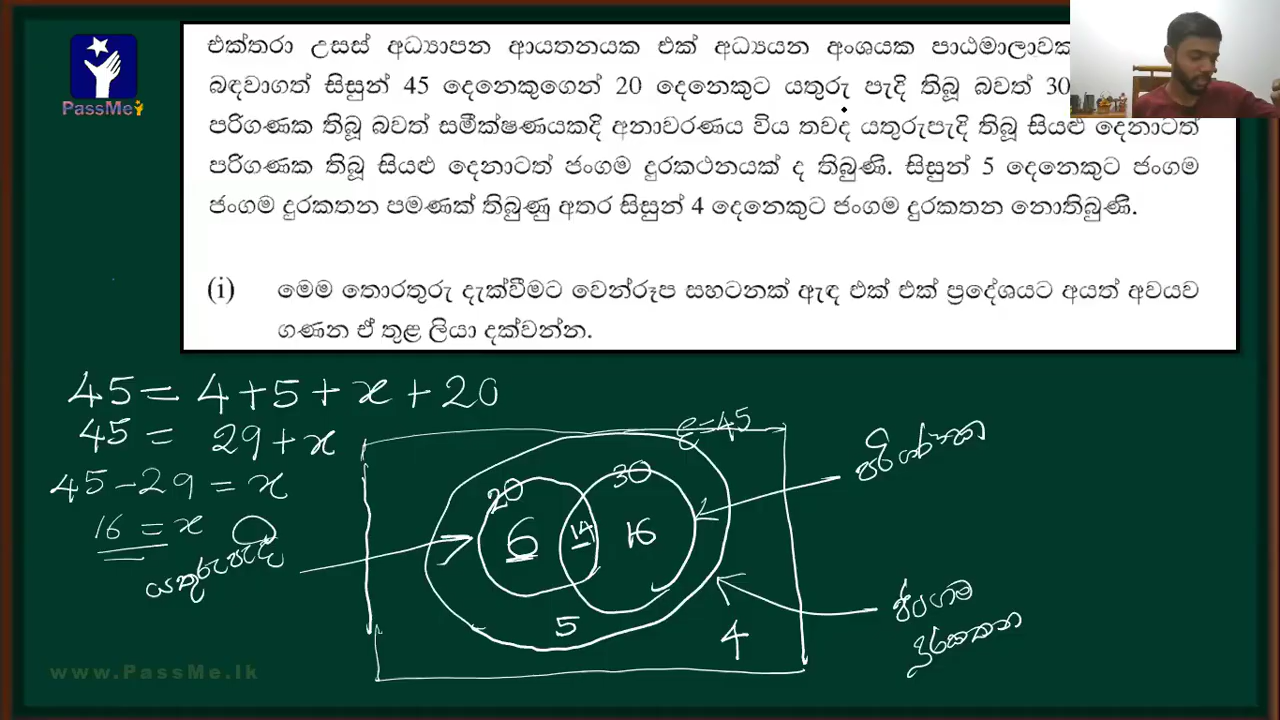 PassMe
එක්තරා උසස් අධ්‍යාපන ආයතනයක එක් අධ්‍යයන අංශයක පාඨමාලාවක
බඳවාගත් සිසුන් 45 දෙනෙකුගෙන් 20 දෙනෙකුට යතුරු පැදි තිබූ බවත් 30
පරිගණක තිබූ බවත් සමීක්ෂණයකදි අනාවරණය විය තවද යතුරුපැදි තිබූ සියළු දෙනාටත්
පරිගණක තිබූ සියළු දෙනාටත් ජංගම දුරකථනයක් ද තිබුණි. සිසුන් 5 දෙනෙකුට ජංගම
ජංගම දුරකතන පමණක් තිබුණු අතර සිසුන් 4 දෙනෙකුට ජංගම දුරකතන නොතිබුණි.
(i) මෙම තොරතුරු දැක්වීමට වෙන්රූප සහටනක් ඇඳ එක් එක් ප්‍රදේශයට අයත් අවයව
ගණන ඒ තුළ ලියා දක්වන්න.
45 = 4 + 5 + x + 20
45 = 29 + x
45 - 29 = x
16 = x
යතුරුපැදි
ε = 45
20
30
6
14
16
5
4
පරිගණක
ජංගම
දුරකතන
www.PassMe.lk